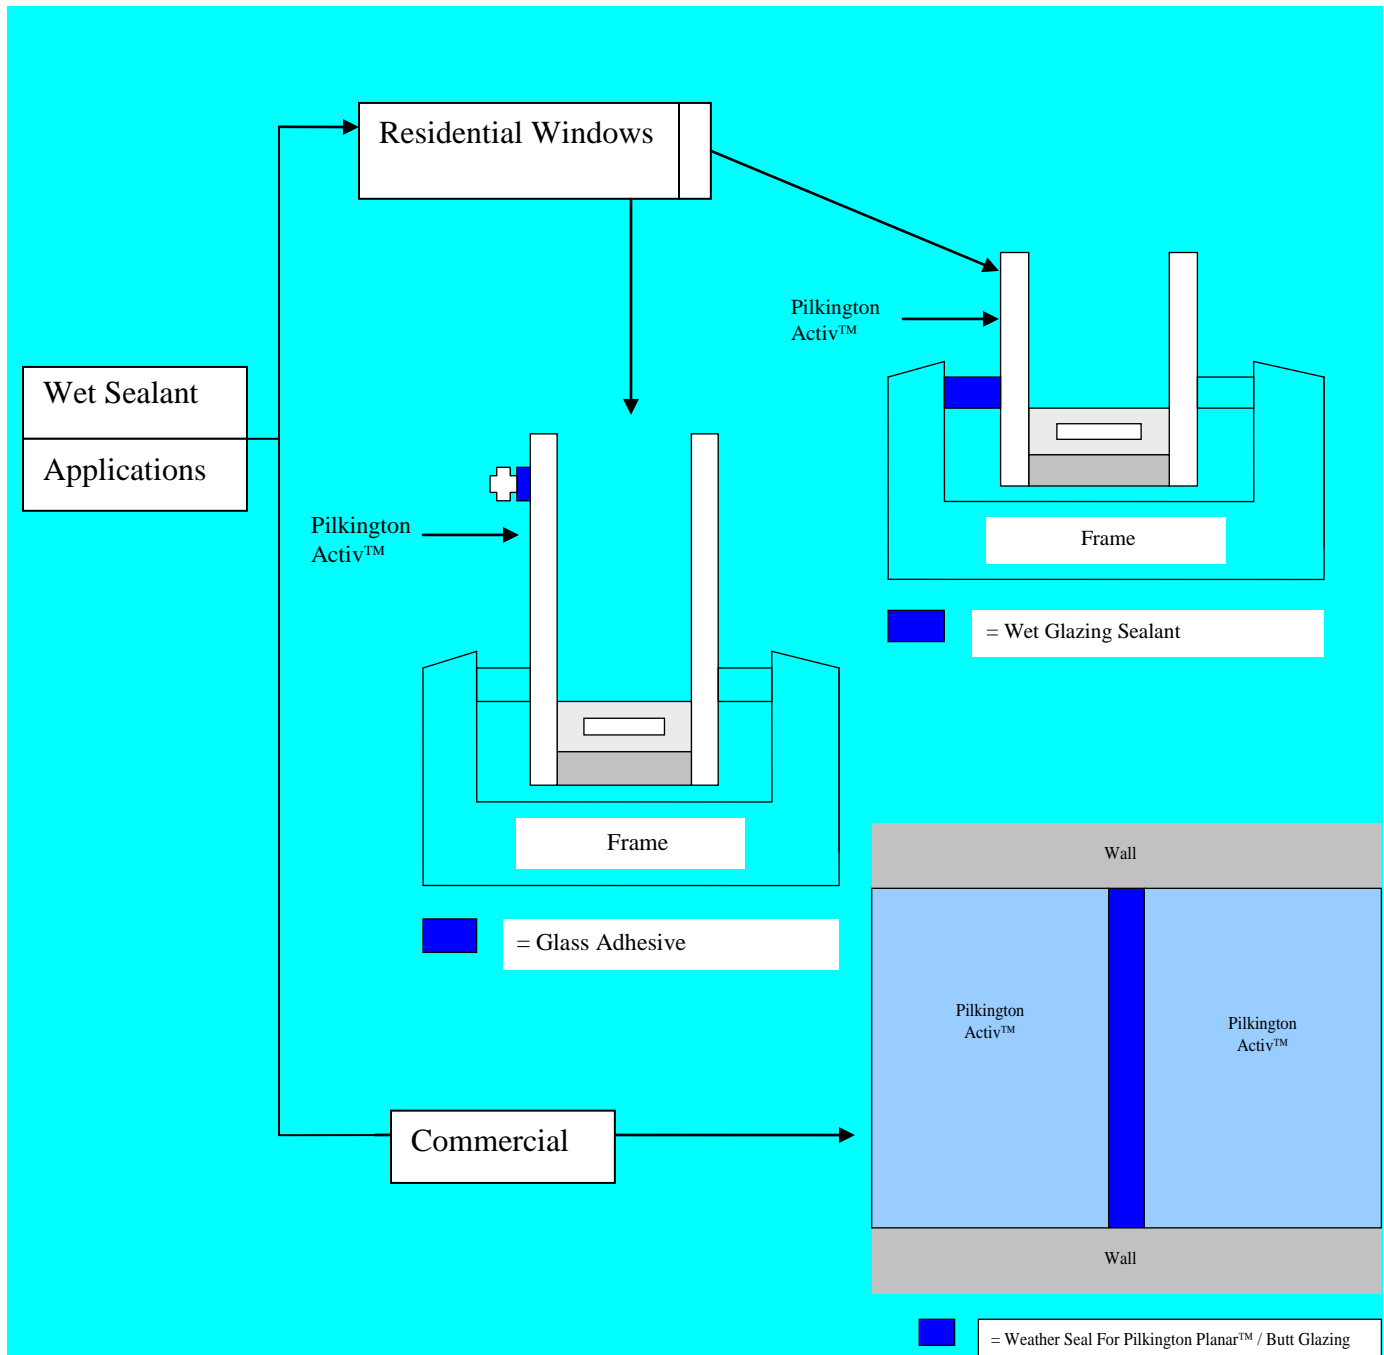 Residential Windows
Pilkington
Activ™
Wet Sealant
Applications
Pilkington
Activ™
Frame
= Wet Glazing Sealant
Frame
= Glass Adhesive
Wall
Pilkington
Activ™
Pilkington
Activ™
Commercial
Wall
= Weather Seal For Pilkington Planar™ / Butt Glazing